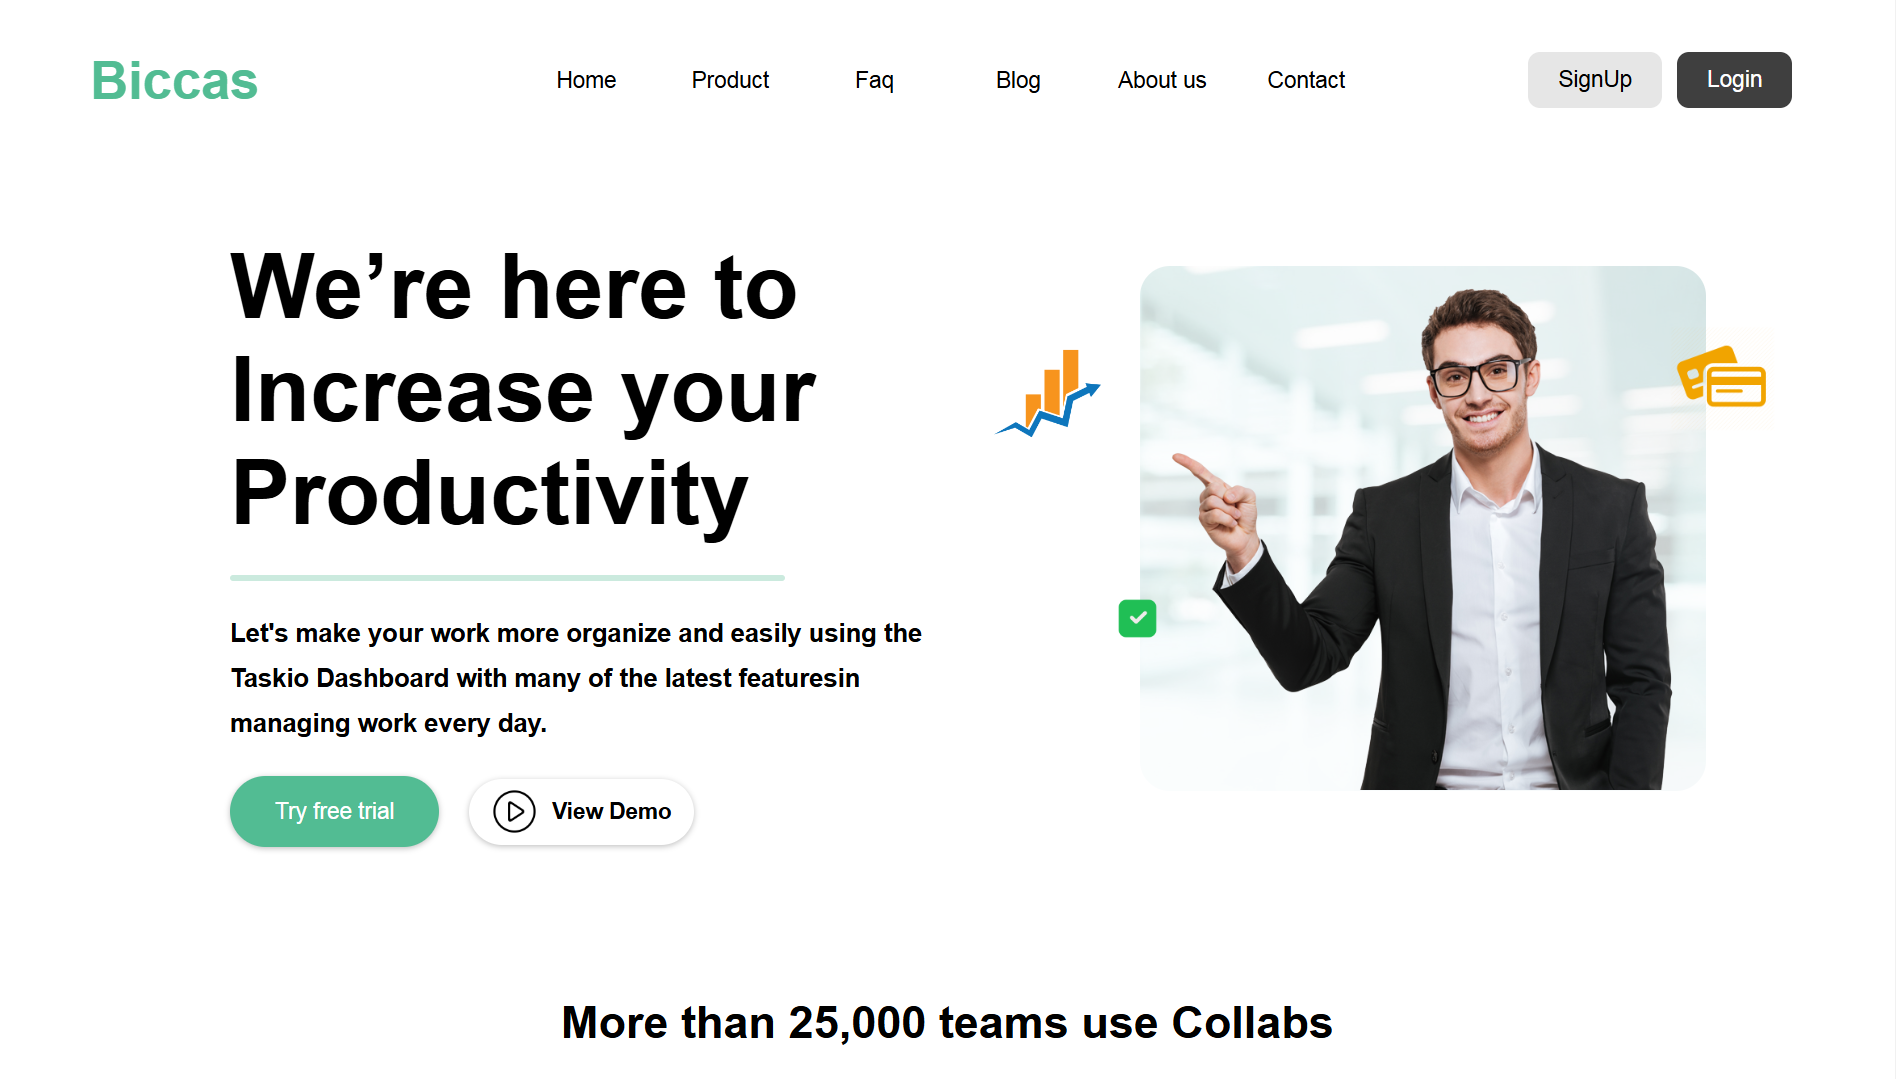 Biccas
Home Product Faq Blog About us Contact
SignUp Login
We’re here to
Increase your
Productivity
Let's make your work more organize and easily using the
Taskio Dashboard with many of the latest featuresin
managing work every day.
Try free trial
View Demo
More than 25,000 teams use Collabs